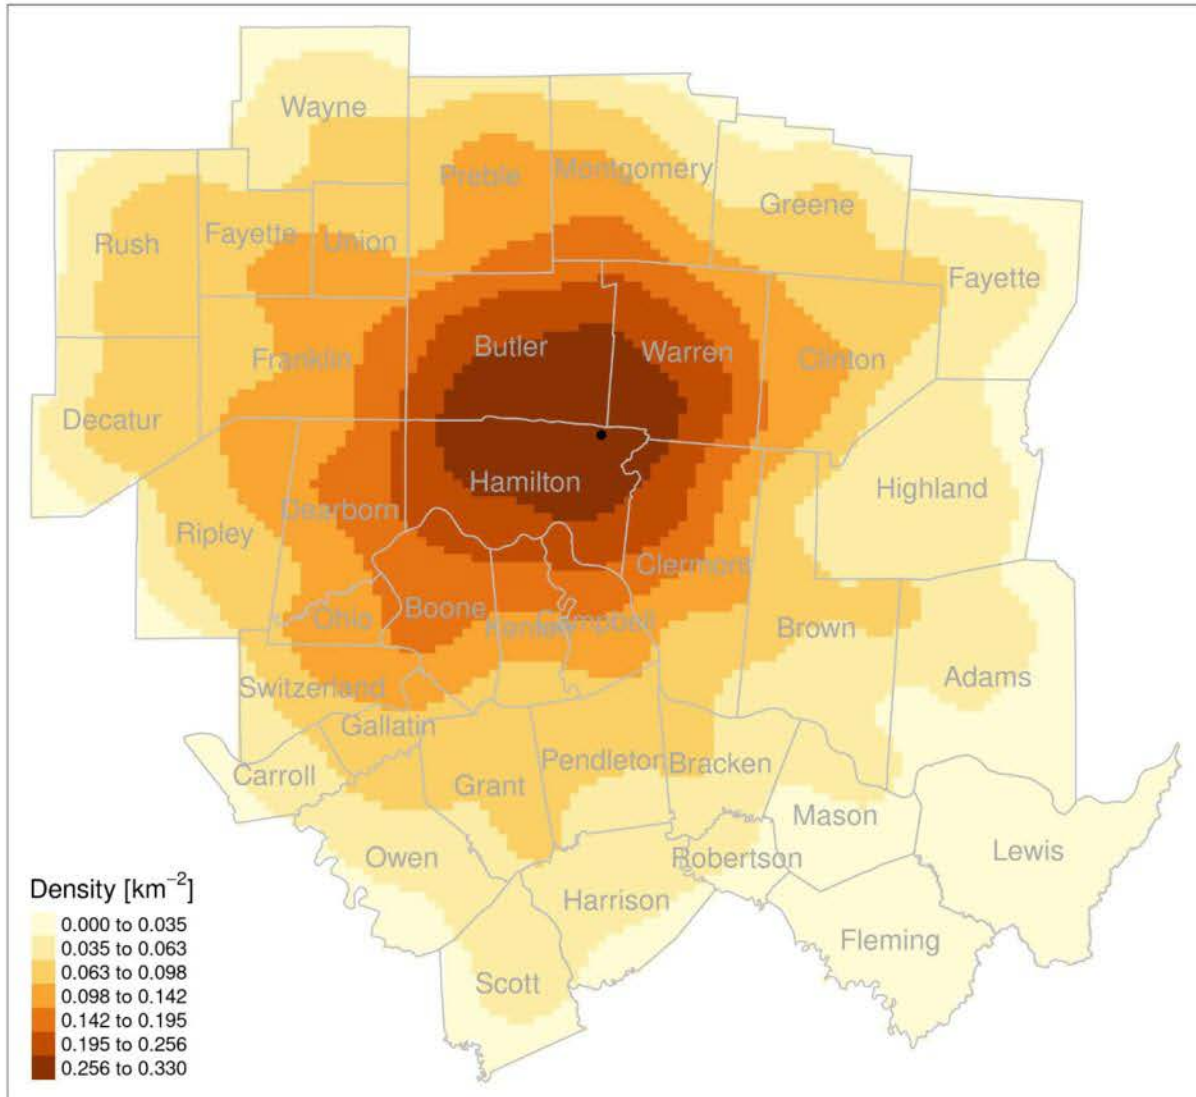 Wayne
Preble
Montgomery
Greene
Rush
Fayette
Union
Fayette
Franklin
Butler
Warren
Clinton
Decatur
Hamilton
Highland
Dearborn
Ripley
Clermont
Ohio
Boone
Kenton
Campbell
Brown
Adams
Switzerland
Gallatin
Carroll
Grant
Pendleton
Bracken
Mason
Owen
Robertson
Lewis
Harrison
Fleming
Scott
Density [km⁻²]
0.000 to 0.035
0.035 to 0.063
0.063 to 0.098
0.098 to 0.142
0.142 to 0.195
0.195 to 0.256
0.256 to 0.330